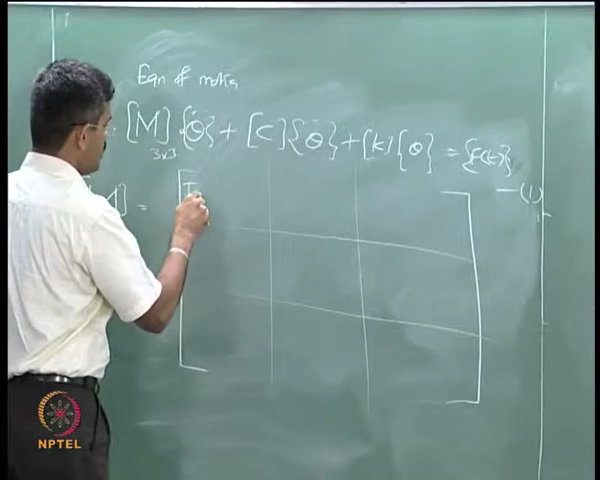 Eqn of motion
[M] {θ̈} + [C]{θ̇} + [K]{θ} = {F(t)}
3x3
— (1)
] =
NPTEL